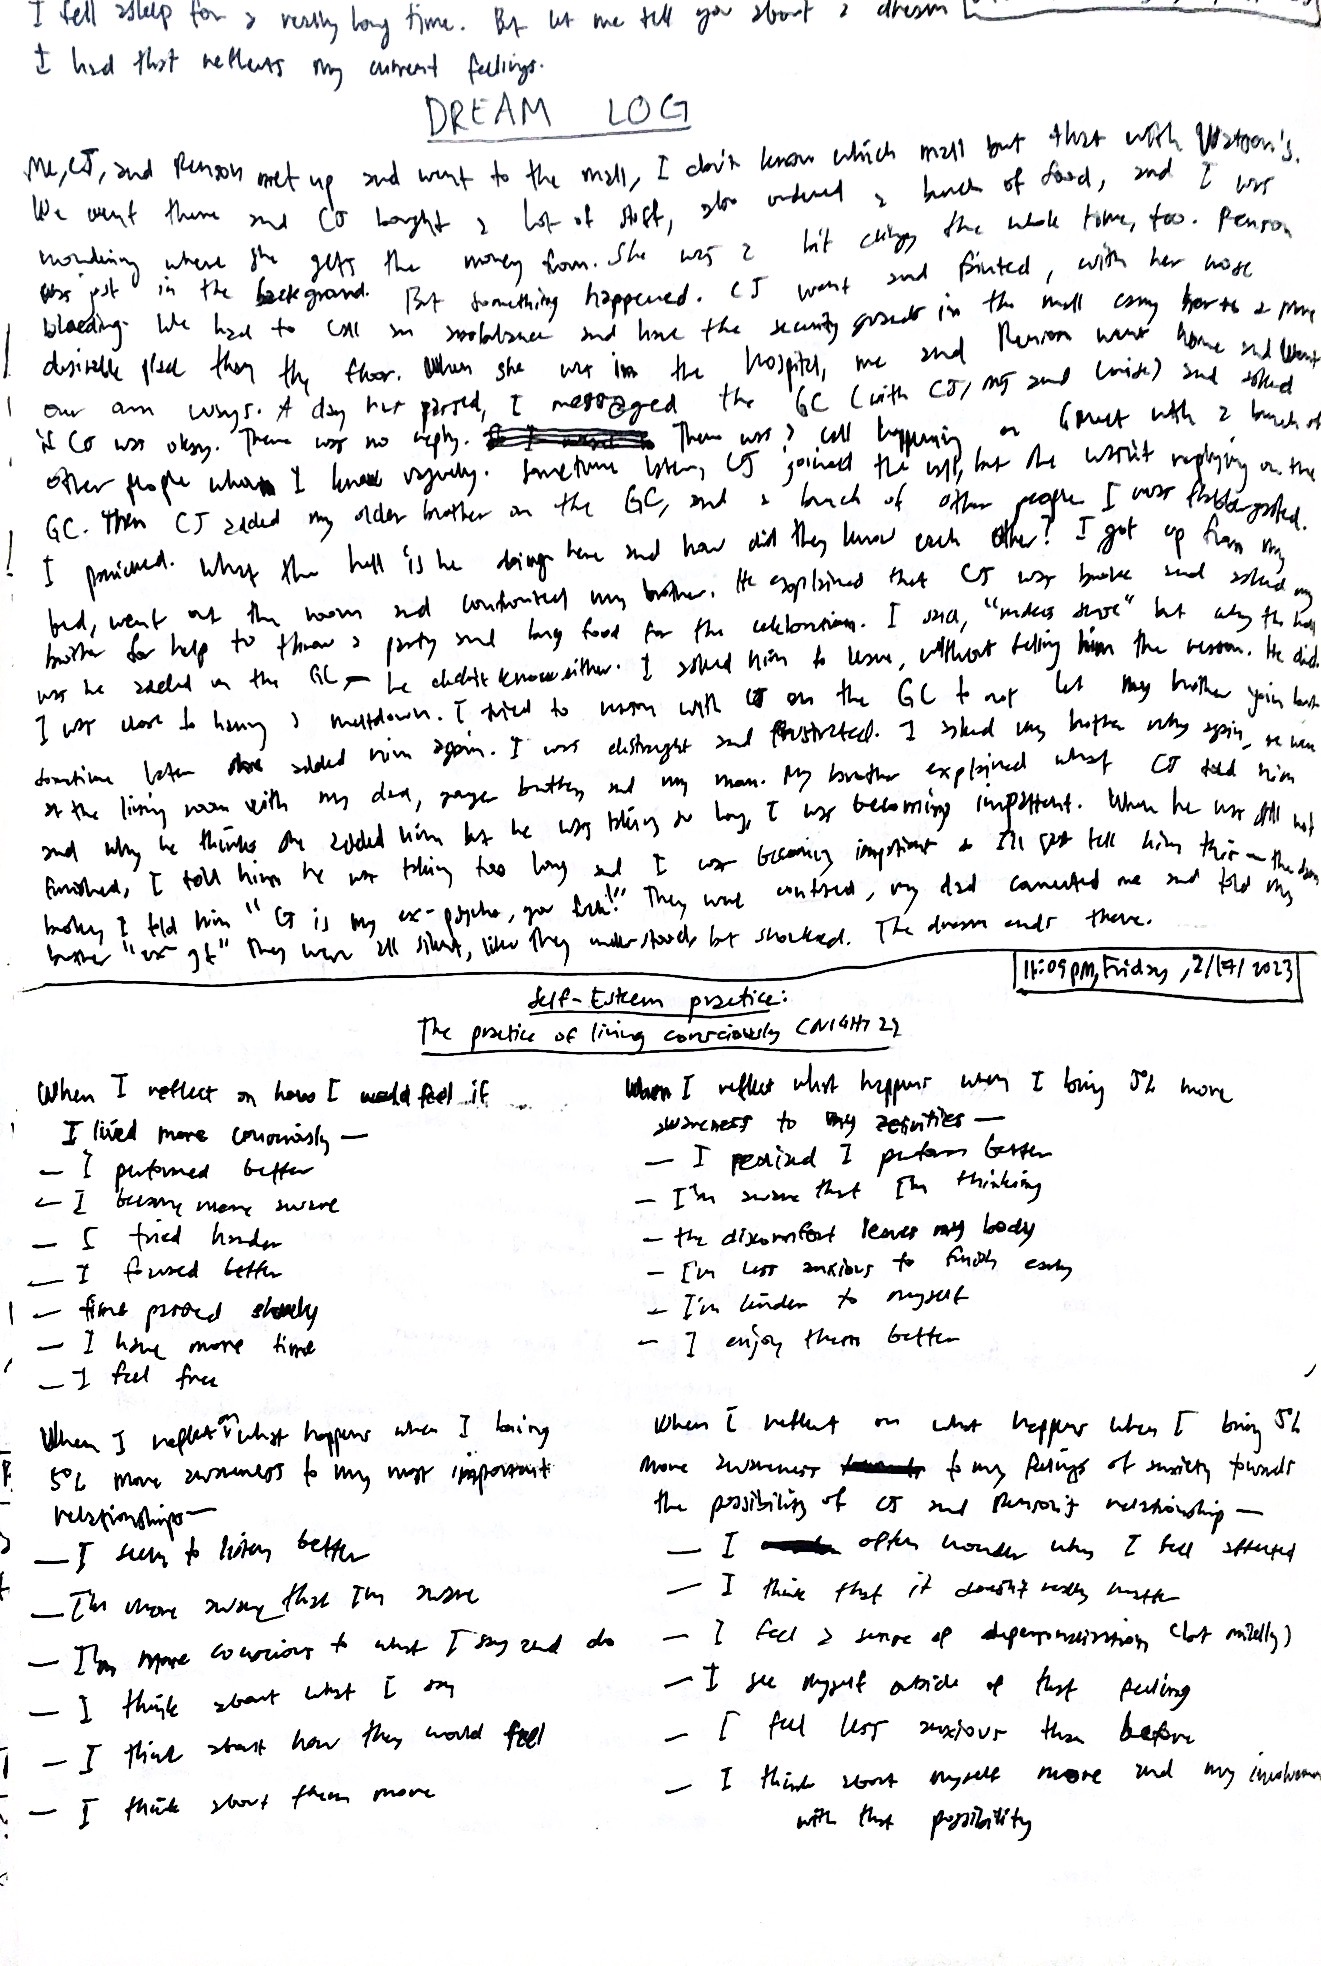 I fell asleep for a really long time. But let me tell you about a dream
I had that reflects my current feelings.
DREAM LOG
Me, CJ, and Renson met up and went to the mall, I don't know which mall but that with Watson's.
We went there and CJ bought a lot of stuff, also ordered a bunch of food, and I was
wondering where she gets the money from. She was a bit clingy the whole time, too. Renson
was just in the background. But something happened. CJ went and fainted, with her nose
bleeding. We had to call an ambulance and have the security guards in the mall carry her to a more
desirable place than the floor. When she was in the hospital, me and Renson went home and went
our own ways. A day has passed, I messaged the GC (with CJ, and ) and asked
if CJ was okay. There was no reply. There was a call happening on Gmeet with a bunch of
other people whom I know vaguely. Sometime later, CJ joined the call, but she wasn't replying on the
GC. Then CJ added my older brother on the GC, and a bunch of other people I was flabbergasted.
I panicked. What the hell is he doing here and how did they know each other? I got up from my
bed, went out the room and confronted my brother. He explained that CJ was broke and asked my
brother for help to throw a party and buy food for the celebration. I said, "makes sense" but why the hell
was he added in the GC — he didn't know either. I asked him to leave, without telling him the reason. He did.
I was close to having a meltdown. I tried to reason with CJ on the GC to not let my brother join but
sometime later she added him again. I was distraught and frustrated. I asked my brother why again, we were
at the living room with my dad, younger brother, and my mom. My brother explained what CJ told him
and why he thinks she added him but he was taking so long, I was becoming impatient. When he was still not
finished, I told him he was taking too long and I was becoming impatient so I'll just tell him this — the
I told him "CJ is my ex-psycho, you fuck!" They were confused, my dad corrected me and told my
brother "ex-gf" They were all silent, like they understands but shocked. The dream ends there.
11:09 PM, Friday, 2/17/2023
Self-Esteem practice:
The practice of living consciously (NIGHT 2)
When I reflect on how I would feel if
I lived more consciously —
— I performed better
— I became more aware
— I tried harder
— I focused better
— time passed slowly
— I have more time
— I feel free
When I reflect what happens when I bring 5% more
awareness to my activities —
— I realized I perform better
— I'm aware that I'm thinking
— the discomfort leaves my body
— I'm less anxious to finish early
— I'm kinder to myself
— I enjoy them better
When I reflect on what happens when I bring
5% more awareness to my most important
relationships —
— I seem to listen better
— I'm more aware that I'm aware
— I'm more conscious to what I say and do
— I think about what I say
— I think about how they would feel
— I think about them more
When I reflect on what happens when I bring 5%
more awareness to my feelings of anxiety towards
the possibility of CJ and Renson's relationship —
— I often wonder why I feel affected
— I think that it doesn't really matter
— I feel a sense of depersonalization (but mildly)
— I see myself outside of that feeling
— I feel less anxious than before
— I think about myself more and my
with that possibility